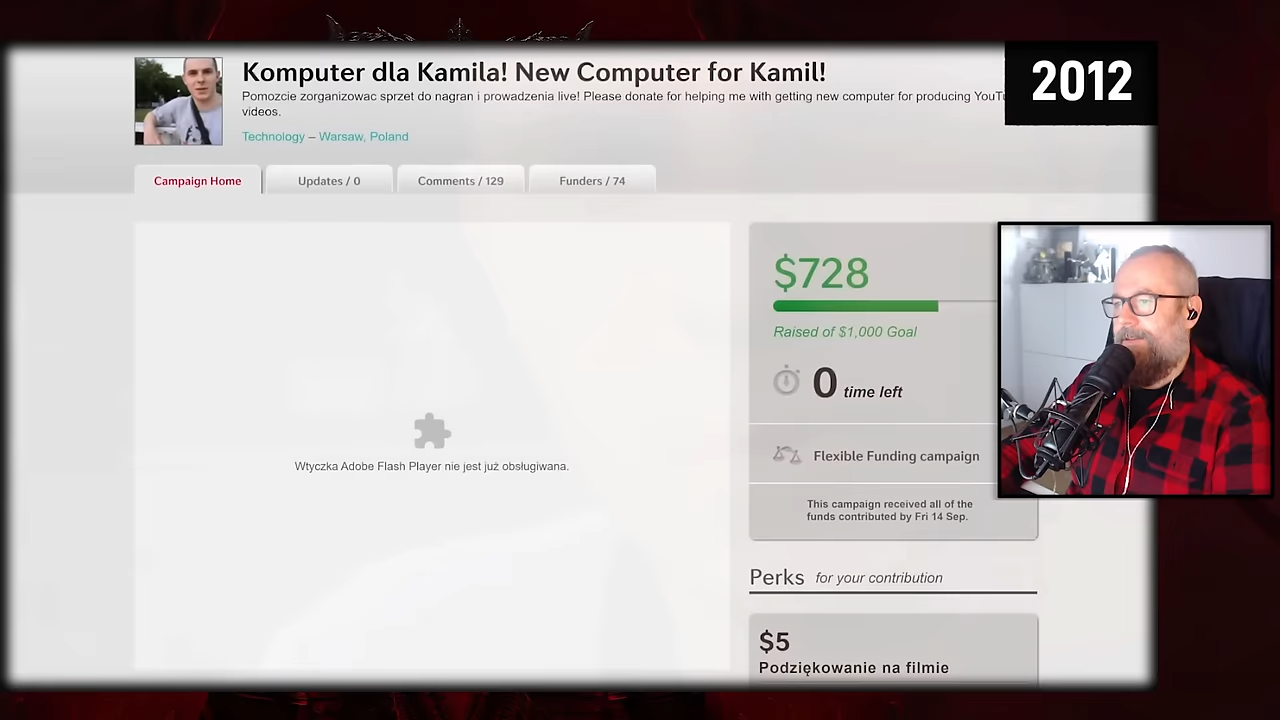 Komputer dla Kamila! New Computer for Kamil!
2012
Pomozcie zorganizowac sprzet do nagran i prowadzenia live! Please donate for helping me with getting new computer for producing YouTu
videos.
Technology – Warsaw, Poland
Campaign Home
Updates / 0
Comments / 129
Funders / 74
$728
Raised of $1,000 Goal
0 time left
Flexible Funding campaign
This campaign received all of the
funds contributed by Fri 14 Sep.
Wtyczka Adobe Flash Player nie jest już obsługiwana.
Perks for your contribution
$5
Podziękowanie na filmie